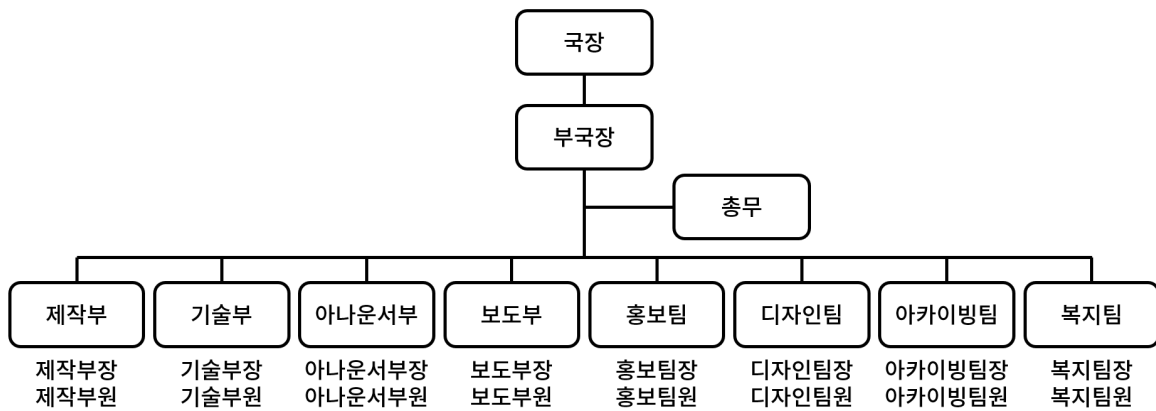 국장
부국장
총무
제작부 기술부 아나운서부 보도부 홍보팀 디자인팀 아카이빙팀 복지팀
제작부장 기술부장 아나운서부장 보도부장 홍보팀장 디자인팀장 아카이빙팀장 복지팀장
제작부원 기술부원 아나운서부원 보도부원 홍보팀원 디자인팀원 아카이빙팀원 복지팀원